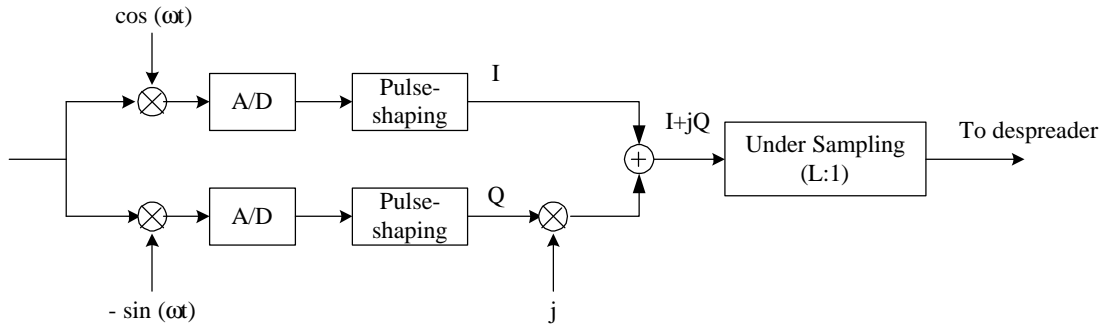 cos (ωt)
A/D
Pulse-
shaping
I
I+jQ
Under Sampling
(L:1)
To despreader
+
A/D
Pulse-
shaping
Q
- sin (ωt)
j